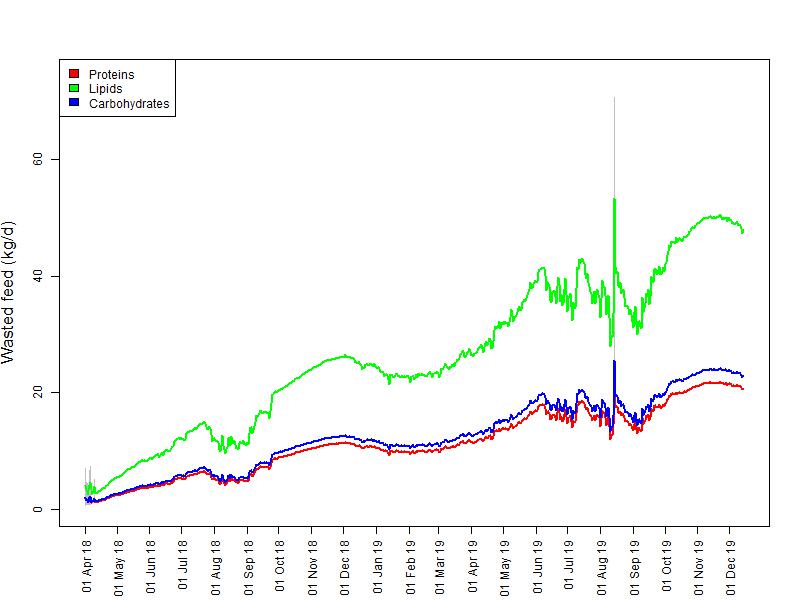 Proteins
Lipids
Carbohydrates
Wasted feed (kg/d)
60
40
20
0
01 Apr 18
01 May 18
01 Jun 18
01 Jul 18
01 Aug 18
01 Sep 18
01 Oct 18
01 Nov 18
01 Dec 18
01 Jan 19
01 Feb 19
01 Mar 19
01 Apr 19
01 May 19
01 Jun 19
01 Jul 19
01 Aug 19
01 Sep 19
01 Oct 19
01 Nov 19
01 Dec 19